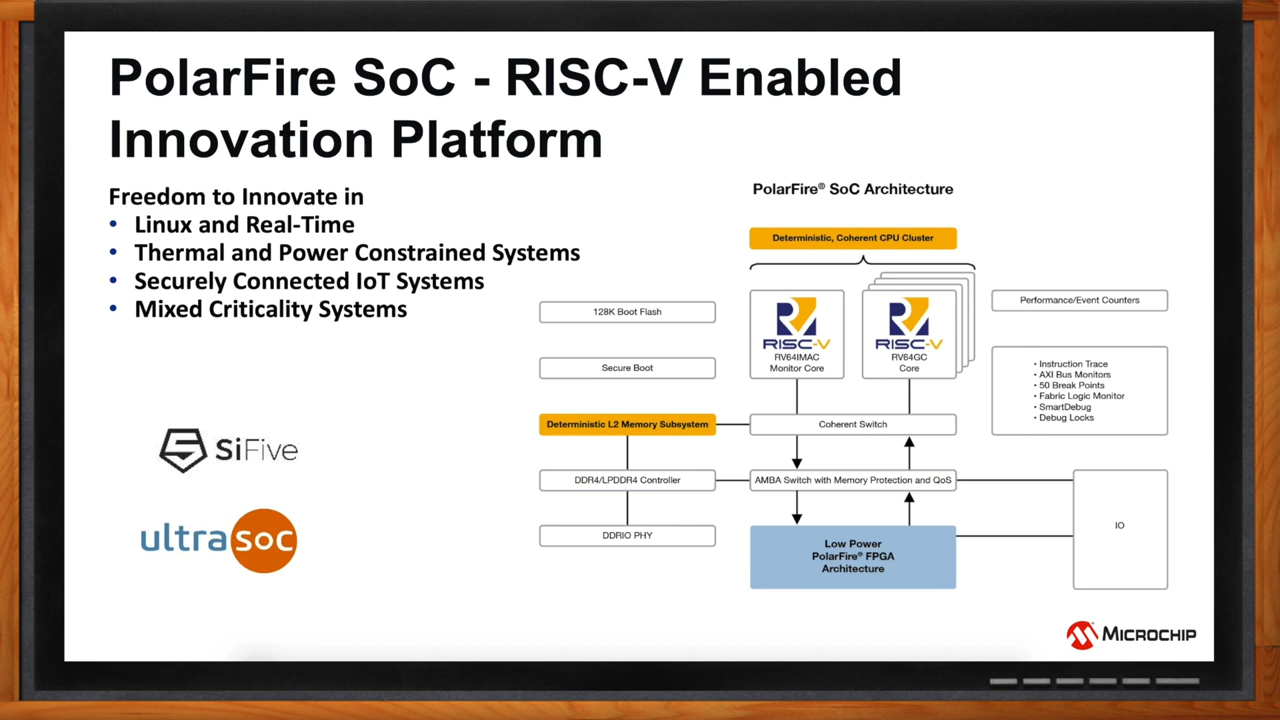 PolarFire SoC - RISC-V Enabled
Innovation Platform
Freedom to Innovate in
• Linux and Real-Time
• Thermal and Power Constrained Systems
• Securely Connected IoT Systems
• Mixed Criticality Systems
SiFive
ultrasoc
PolarFire® SoC Architecture
Deterministic, Coherent CPU Cluster
128K Boot Flash
Secure Boot
Deterministic L2 Memory Subsystem
DDR4/LPDDR4 Controller
DDRIO PHY
RISC-V
RV64IMAC
Monitor Core
RISC-V
RV64GC
Core
Coherent Switch
AMBA Switch with Memory Protection and QoS
Low Power
PolarFire® FPGA
Architecture
Performance/Event Counters
• Instruction Trace
• AXI Bus Monitors
• 50 Break Points
• Fabric Logic Monitor
• SmartDebug
• Debug Locks
IO
MICROCHIP